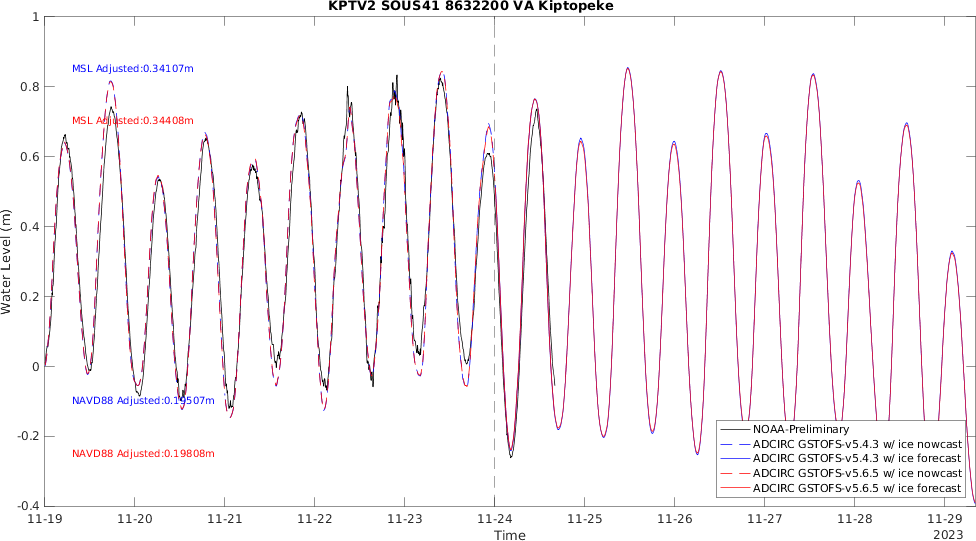 KPTV2 SOUS41 8632200 VA Kiptopeke
1
0.8
0.6
0.4
0.2
0
-0.2
-0.4
Water Level (m)
MSL Adjusted:0.34107m
MSL Adjusted:0.34408m
NAVD88 Adjusted:0.19507m
NAVD88 Adjusted:0.19808m
NOAA-Preliminary
ADCIRC GSTOFS-v5.4.3 w/ ice nowcast
ADCIRC GSTOFS-v5.4.3 w/ ice forecast
ADCIRC GSTOFS-v5.6.5 w/ ice nowcast
ADCIRC GSTOFS-v5.6.5 w/ ice forecast
11-19 11-20 11-21 11-22 11-23 11-24 11-25 11-26 11-27 11-28 11-29
Time
2023